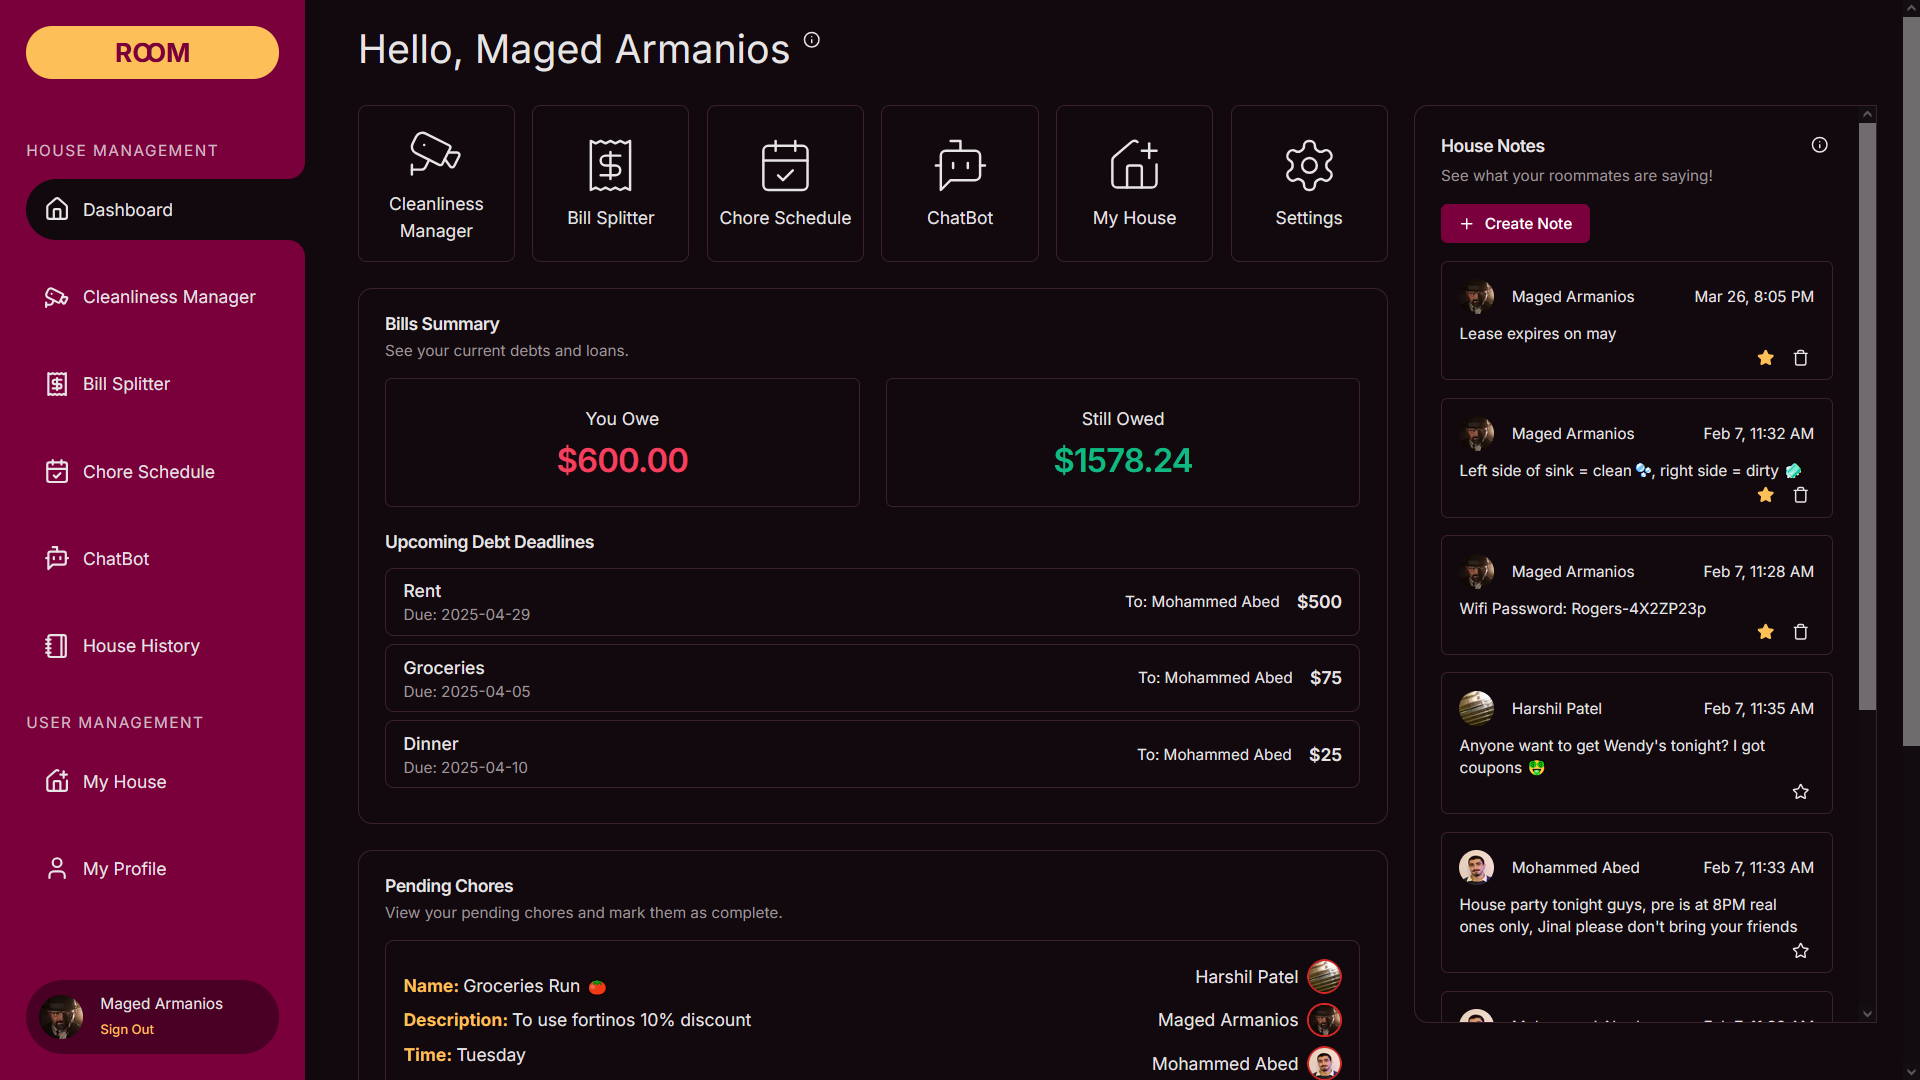 ROOM
HOUSE MANAGEMENT
Dashboard
Cleanliness Manager
Bill Splitter
Chore Schedule
ChatBot
House History
USER MANAGEMENT
My House
My Profile
Maged Armanios
Sign Out
Hello, Maged Armanios
Cleanliness
Manager
Bill Splitter
Chore Schedule
ChatBot
My House
Settings
Bills Summary
See your current debts and loans.
You Owe
$600.00
Still Owed
$1578.24
Upcoming Debt Deadlines
Rent
Due: 2025-04-29
To: Mohammed Abed $500
Groceries
Due: 2025-04-05
To: Mohammed Abed $75
Dinner
Due: 2025-04-10
To: Mohammed Abed $25
Pending Chores
View your pending chores and mark them as complete.
Name: Groceries Run 🍅
Description: To use fortinos 10% discount
Time: Tuesday
Harshil Patel
Maged Armanios
Mohammed Abed
House Notes
See what your roommates are saying!
+ Create Note
Maged Armanios Mar 26, 8:05 PM
Lease expires on may
Maged Armanios Feb 7, 11:32 AM
Left side of sink = clean 🫧, right side = dirty 🧼
Maged Armanios Feb 7, 11:28 AM
Wifi Password: Rogers-4X2ZP23p
Harshil Patel Feb 7, 11:35 AM
Anyone want to get Wendy's tonight? I got
coupons 🤑
Mohammed Abed Feb 7, 11:33 AM
House party tonight guys, pre is at 8PM real
ones only, Jinal please don't bring your friends